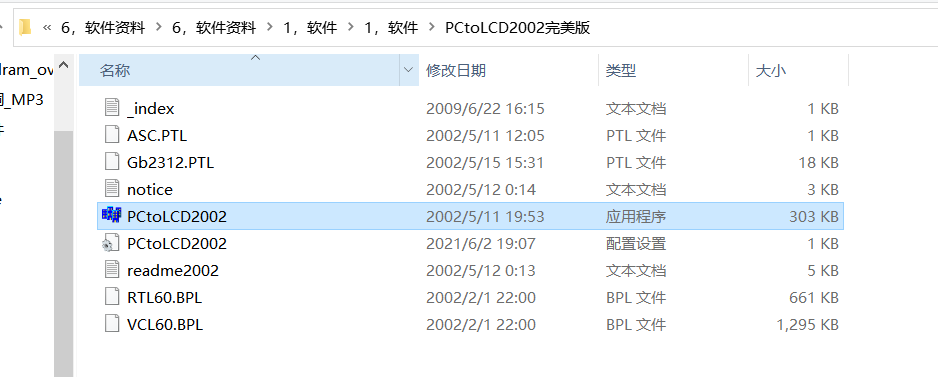 « 6，软件资料 › 6，软件资料 › 1，软件 › 1，软件 › PCtoLCD2002完美版
名称 修改日期 类型 大小
_index 2009/6/22 16:15 文本文档 1 KB
ASC.PTL 2002/5/11 12:05 PTL 文件 1 KB
Gb2312.PTL 2002/5/15 15:31 PTL 文件 18 KB
notice 2002/5/12 0:14 文本文档 3 KB
PCtoLCD2002 2002/5/11 19:53 应用程序 303 KB
PCtoLCD2002 2021/6/2 19:07 配置设置 1 KB
readme2002 2002/5/12 0:13 文本文档 5 KB
RTL60.BPL 2002/2/1 22:00 BPL 文件 661 KB
VCL60.BPL 2002/2/1 22:00 BPL 文件 1,295 KB
_MP3